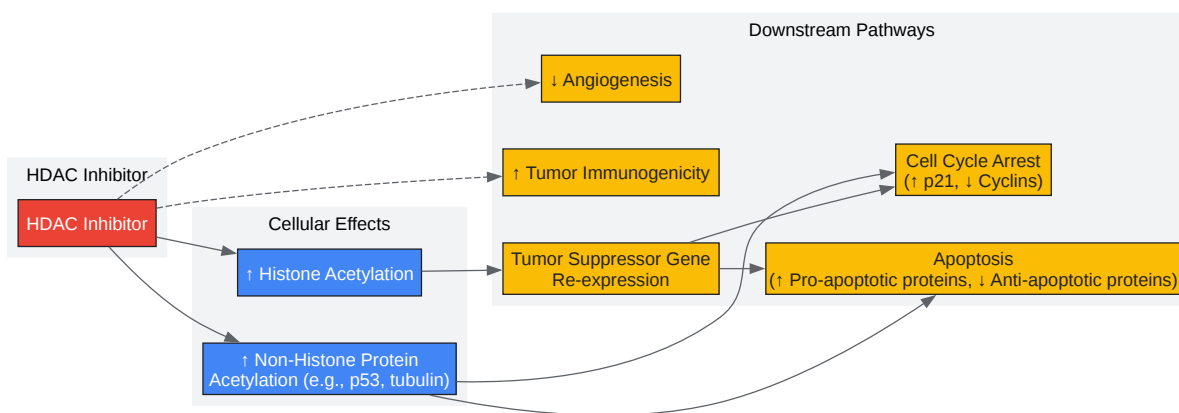 Downstream Pathways
↓ Angiogenesis
HDAC Inhibitor
HDAC Inhibitor
↑ Tumor Immunogenicity
Cell Cycle Arrest
(↑ p21, ↓ Cyclins)
Cellular Effects
↑ Histone Acetylation
Tumor Suppressor Gene
Re-expression
Apoptosis
(↑ Pro-apoptotic proteins, ↓ Anti-apoptotic proteins)
↑ Non-Histone Protein
Acetylation (e.g., p53, tubulin)